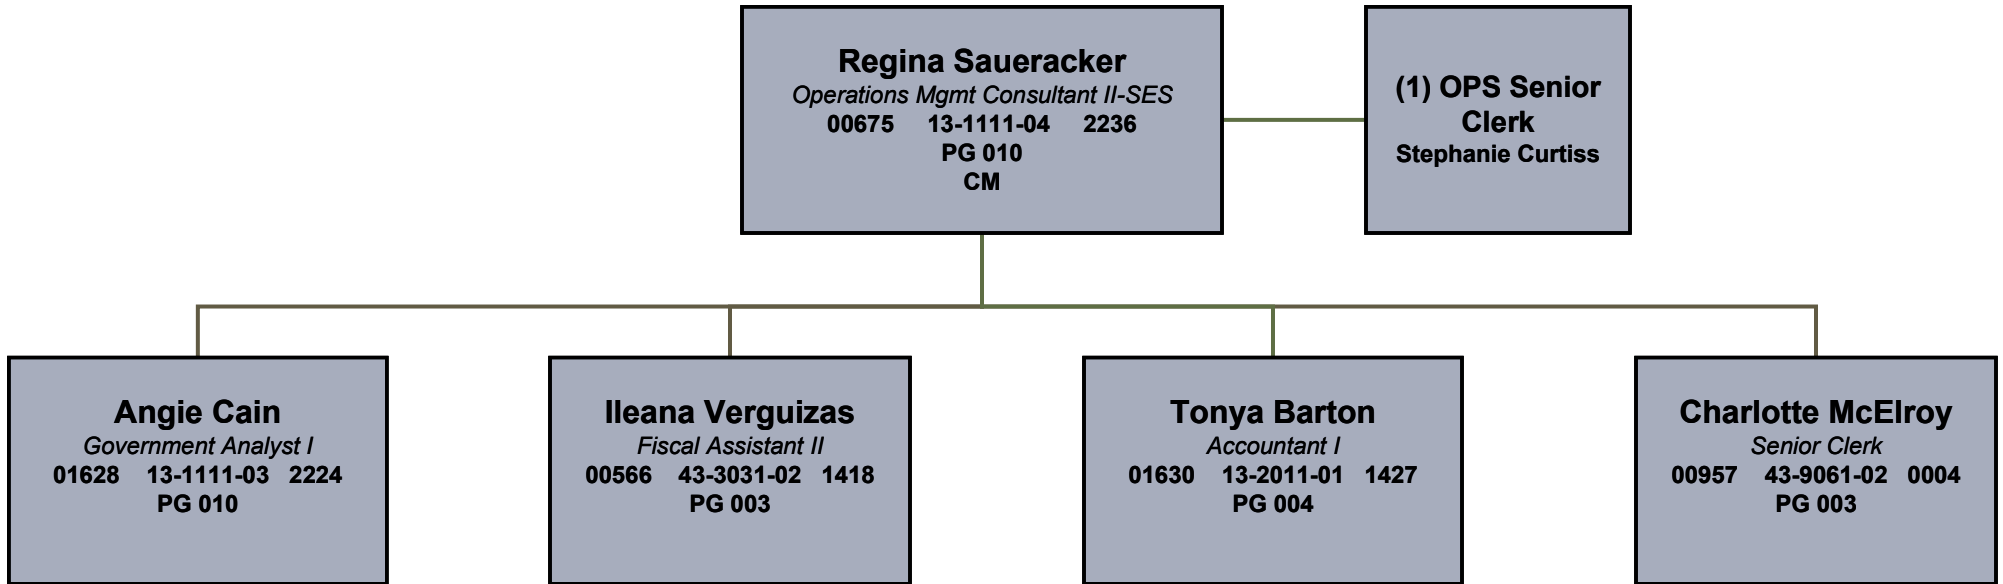 Regina Saueracker
Operations Mgmt Consultant II-SES
00675 13-1111-04 2236
PG 010
CM
(1) OPS Senior
Clerk
Stephanie Curtiss
Angie Cain
Government Analyst I
01628 13-1111-03 2224
PG 010
Ileana Verguizas
Fiscal Assistant II
00566 43-3031-02 1418
PG 003
Tonya Barton
Accountant I
01630 13-2011-01 1427
PG 004
Charlotte McElroy
Senior Clerk
00957 43-9061-02 0004
PG 003